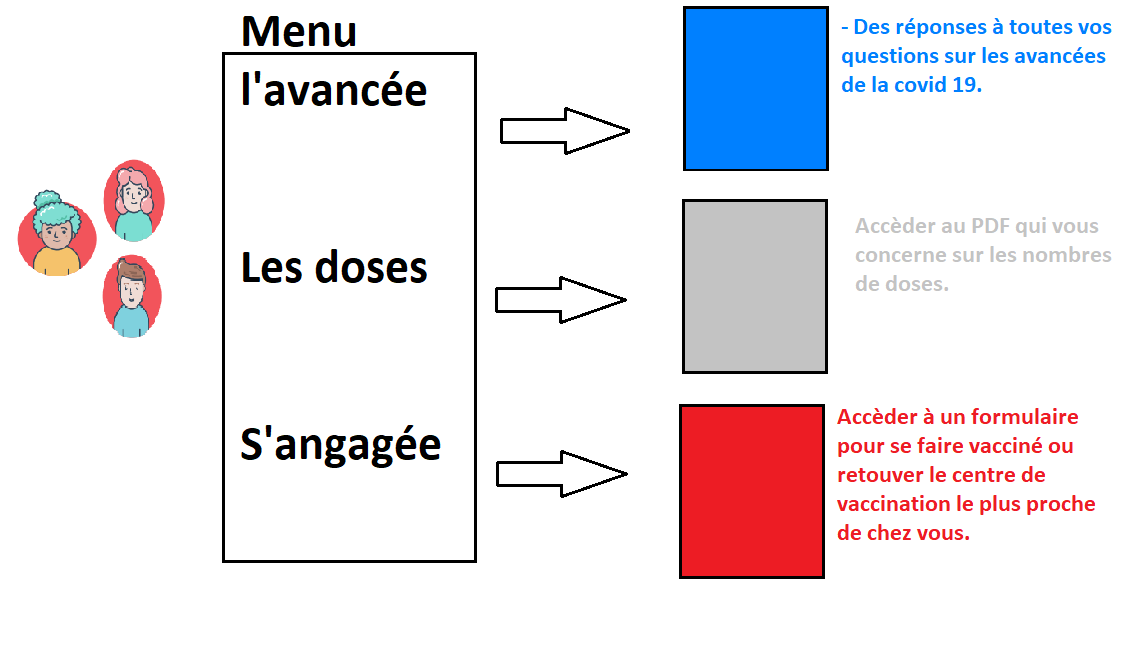 Menu
l'avancée
Les doses
S'angagée
- Des réponses à toutes vos
questions sur les avancées
de la covid 19.
Accèder au PDF qui vous
concerne sur les nombres
de doses.
Accèder à un formulaire
pour se faire vacciné ou
retouver le centre de
vaccination le plus proche
de chez vous.